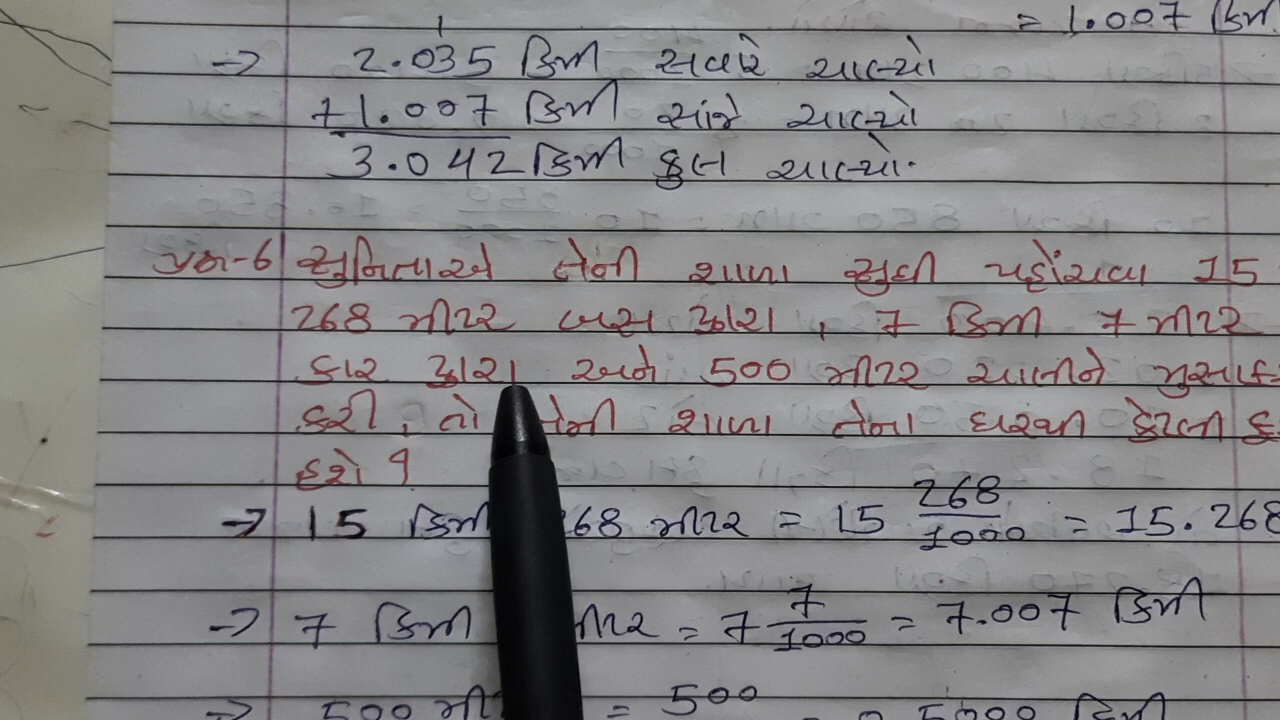 = 1.007 કિમી
→ 2.035 કિમી સવારે ચાલ્યો
+1.007 કિમી સાંજે ચાલ્યો
3.042 કિમી કુલ ચાલ્યો.
પ્રશ્ન-6 સુનિતાએ તેની શાળા સુધી પહોંચવા 15
268 મીટર બસ દ્વારા, 7 કિમી 7 મીટર
કાર દ્વારા અને 500 મીટર ચાલીને
કરી, તો તેની શાળા તેના ઘરથી કેટલી
હશે ?
→ 15 કિમી 268 મીટર = 15 268/1000 = 15.268
→ 7 કિમી મીટર = 7 7/1000 = 7.007 કિમી
→ 500 = 500